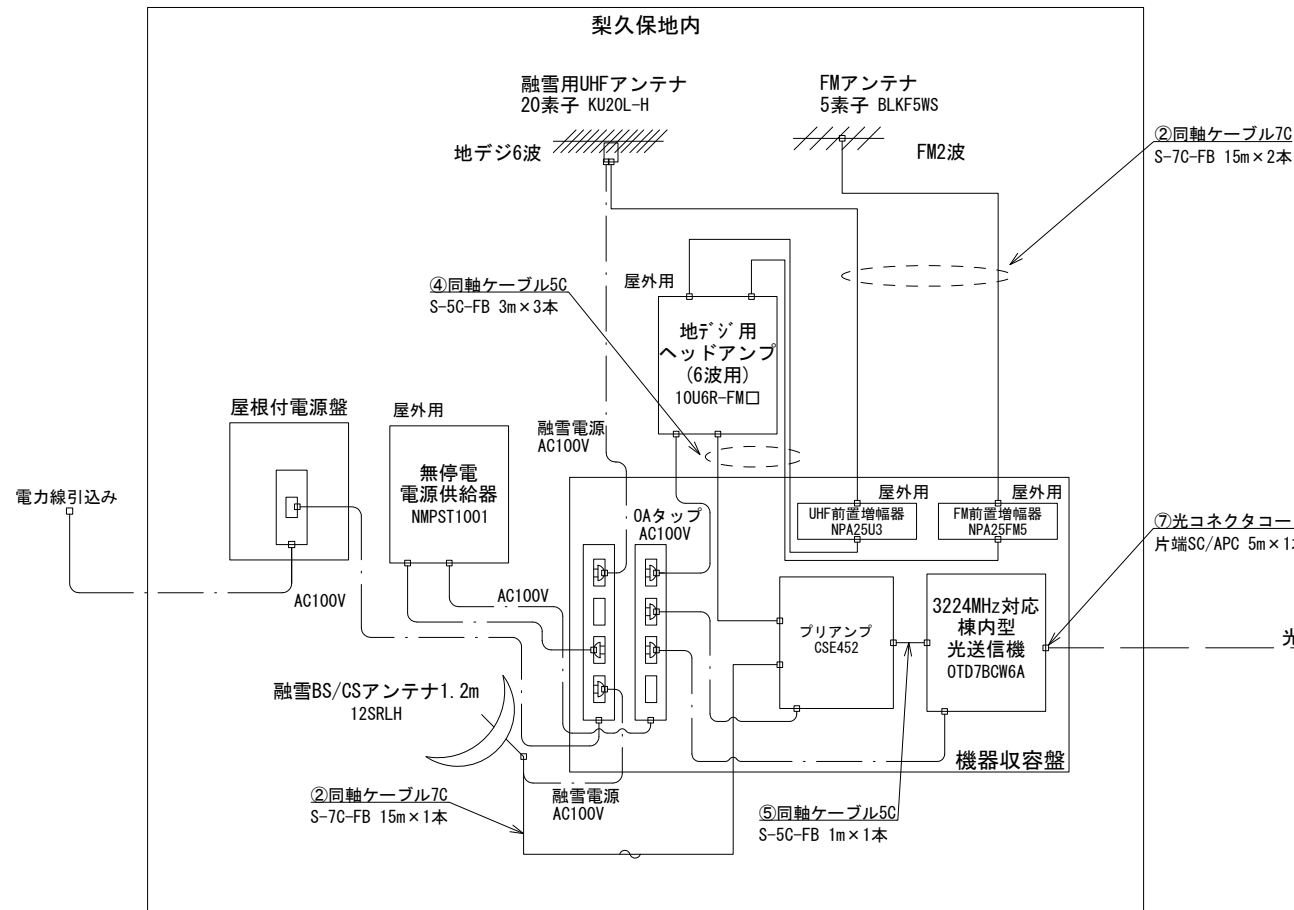 梨久保地内
融雪用UHFアンテナ
20素子 KU20L-H
FMアンテナ
5素子 BLKF5WS
地デジ6波
FM2波
②同軸ケーブル7C
S-7C-FB 15m×2本
④同軸ケーブル5C
S-5C-FB 3m×3本
屋外用
地デジ用
ヘッドアンプ
(6波用)
10U6R-FM口
屋根付電源盤
屋外用
無停電
電源供給器
NMPST1001
融雪電源
AC100V
電力線引込み
AC100V
AC100V
OAタップ
AC100V
屋外用
UHF前置増幅器
NPA25U3
屋外用
FM前置増幅器
NPA25FM5
⑦光コネクタコー
片端SC/APC 5m×1
プリアンプ
CSE452
3224MHz対応
棟内型
光送信機
OTD7BCW6A
光
融雪BS/CSアンテナ1.2m
12SRLH
機器収容盤
②同軸ケーブル7C
S-7C-FB 15m×1本
融雪電源
AC100V
⑤同軸ケーブル5C
S-5C-FB 1m×1本